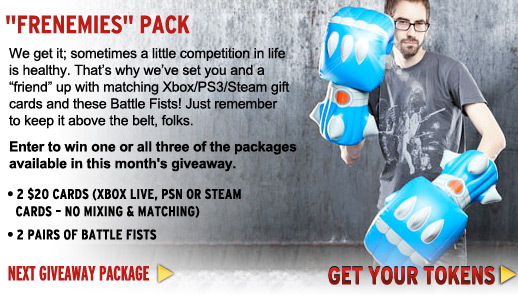 "FRENEMIES" PACK
We get it; sometimes a little competition in life
is healthy. That's why we've set you and a
“friend” up with matching Xbox/PS3/Steam gift
cards and these Battle Fists! Just remember
to keep it above the belt, folks.
Enter to win one or all three of the packages
available in this month's giveaway.
• 2 $20 CARDS (XBOX LIVE, PSN OR STEAM
CARDS – NO MIXING & MATCHING)
• 2 PAIRS OF BATTLE FISTS
NEXT GIVEAWAY PACKAGE
GET YOUR TOKENS